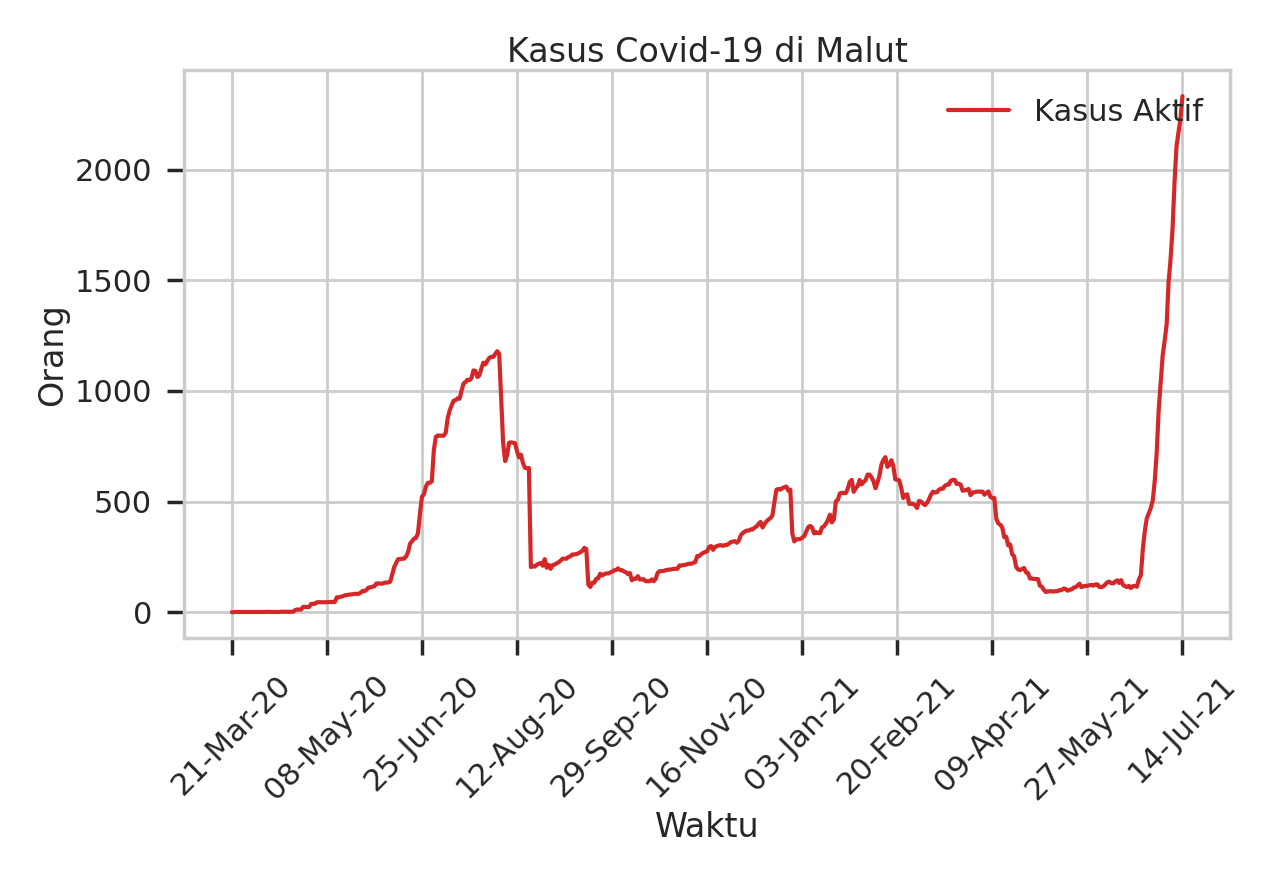 Kasus Covid-19 di Malut
Kasus Aktif
Orang
2000
1500
1000
500
0
21-Mar-20
08-May-20
25-Jun-20
12-Aug-20
29-Sep-20
16-Nov-20
03-Jan-21
20-Feb-21
09-Apr-21
27-May-21
14-Jul-21
Waktu